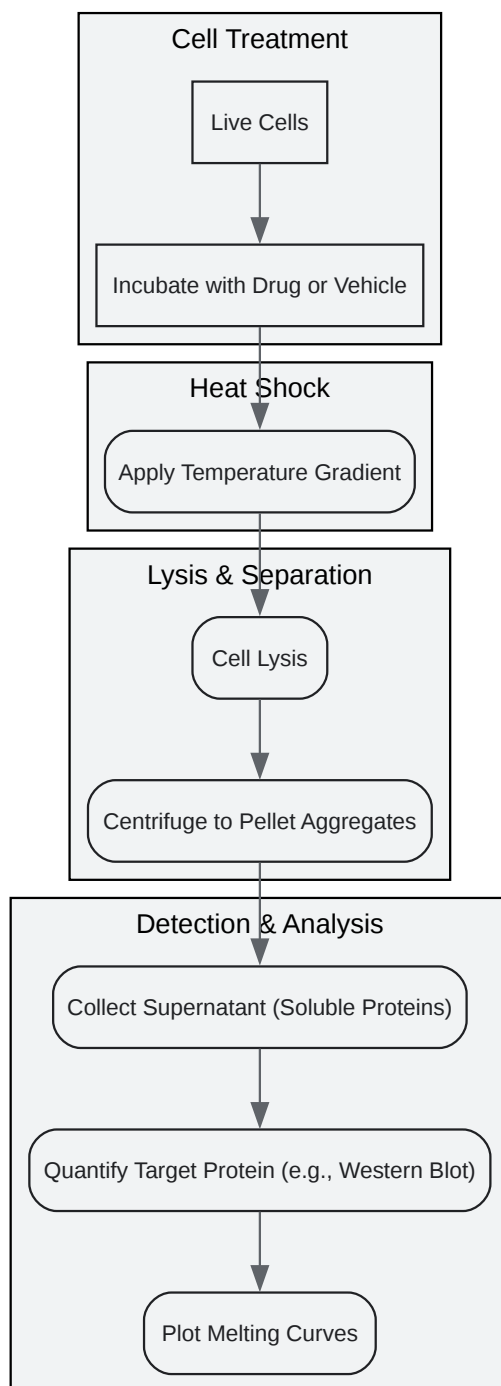 Cell Treatment
Live Cells
Incubate with Drug or Vehicle
Heat Shock
Apply Temperature Gradient
Lysis & Separation
Cell Lysis
Centrifuge to Pellet Aggregates
Detection & Analysis
Collect Supernatant (Soluble Proteins)
Quantify Target Protein (e.g., Western Blot)
Plot Melting Curves